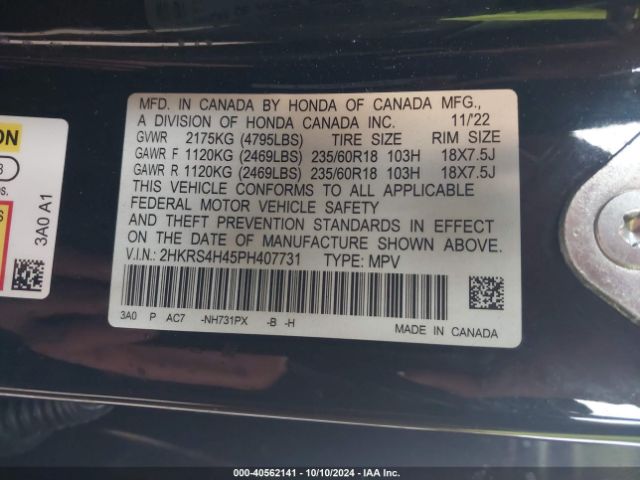 MFD. IN CANADA BY HONDA OF CANADA MFG.,
A DIVISION OF HONDA CANADA INC. 11/22
GVWR 2175KG (4795LBS) TIRE SIZE RIM SIZE
GAWR F 1120KG (2469LBS) 235/60R18 103H 18X7.5J
GAWR R 1120KG (2469LBS) 235/60R18 103H 18X7.5J
THIS VEHICLE CONFORMS TO ALL APPLICABLE
FEDERAL MOTOR VEHICLE SAFETY
AND THEFT PREVENTION STANDARDS IN EFFECT
ON THE DATE OF MANUFACTURE SHOWN ABOVE.
V.I.N.: 2HKRS4H45PH407731 TYPE: MPV
3A0 P AC7 -NH731PX -B -H
MADE IN CANADA
ON
3
s.
S
3A0 A1
000-40562141 - 10/10/2024 - IAA Inc.